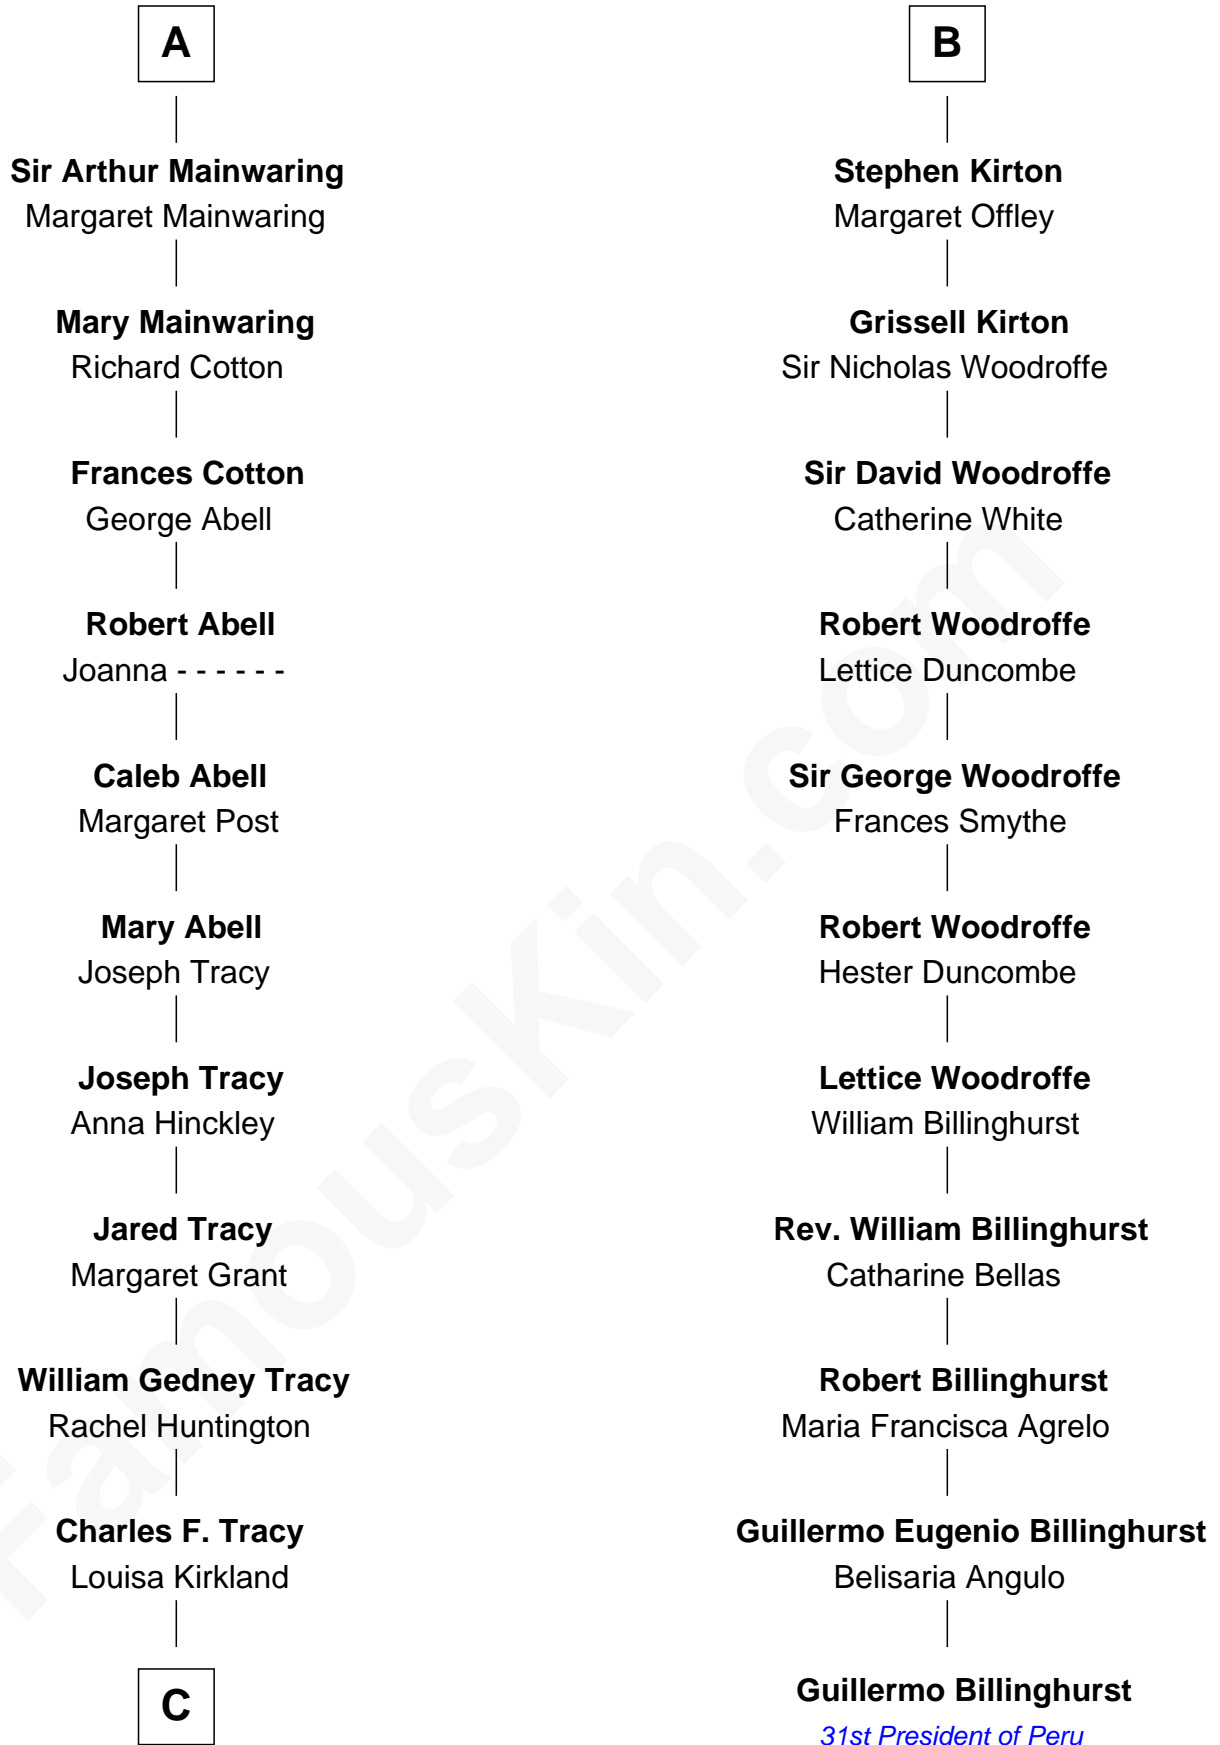 A
Sir Arthur Mainwaring
Margaret Mainwaring
Mary Mainwaring
Richard Cotton
Frances Cotton
George Abell
Robert Abell
Joanna - - - - - -
Caleb Abell
Margaret Post
Mary Abell
Joseph Tracy
Joseph Tracy
Anna Hinckley
Jared Tracy
Margaret Grant
William Gedney Tracy
Rachel Huntington
Charles F. Tracy
Louisa Kirkland
C
B
Stephen Kirton
Margaret Offley
Grissell Kirton
Sir Nicholas Woodroffe
Sir David Woodroffe
Catherine White
Robert Woodroffe
Lettice Duncombe
Sir George Woodroffe
Frances Smythe
Robert Woodroffe
Hester Duncombe
Lettice Woodroffe
William Billinghurst
Rev. William Billinghurst
Catharine Bellas
Robert Billinghurst
Maria Francisca Agrelo
Guillermo Eugenio Billinghurst
Belisaria Angulo
Guillermo Billinghurst
31st President of Peru
FamousKin.com